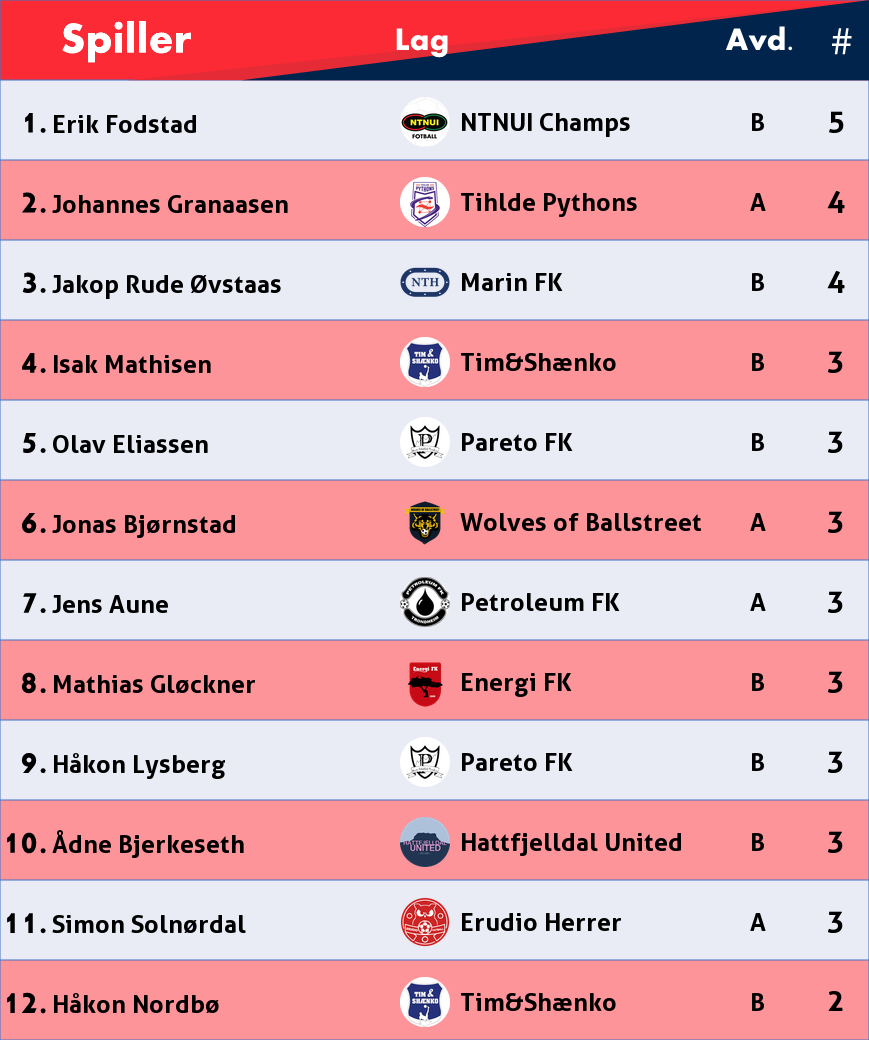 Spiller Lag Avd. #
1. Erik Fodstad NTNUI FOTBALL NTNUI Champs B 5
2. Johannes Granaasen PYTHONS Tihlde Pythons A 4
3. Jakop Rude Øvstaas NTH Marin FK B 4
4. Isak Mathisen TIM & SHÆNKO Tim&Shænko B 3
5. Olav Eliassen P Pareto FK B 3
6. Jonas Bjørnstad WOLVES OF BALLSTREET Wolves of Ballstreet A 3
7. Jens Aune PETROLEUM FK TRONDHEIM Petroleum FK A 3
8. Mathias Gløckner Energi FK Energi FK B 3
9. Håkon Lysberg P Pareto FK B 3
10. Ådne Bjerkeseth HATTFJELLDAL UNITED Hattfjelldal United B 3
11. Simon Solnørdal Erudio Herrer A 3
12. Håkon Nordbø TIM & SHÆNKO Tim&Shænko B 2